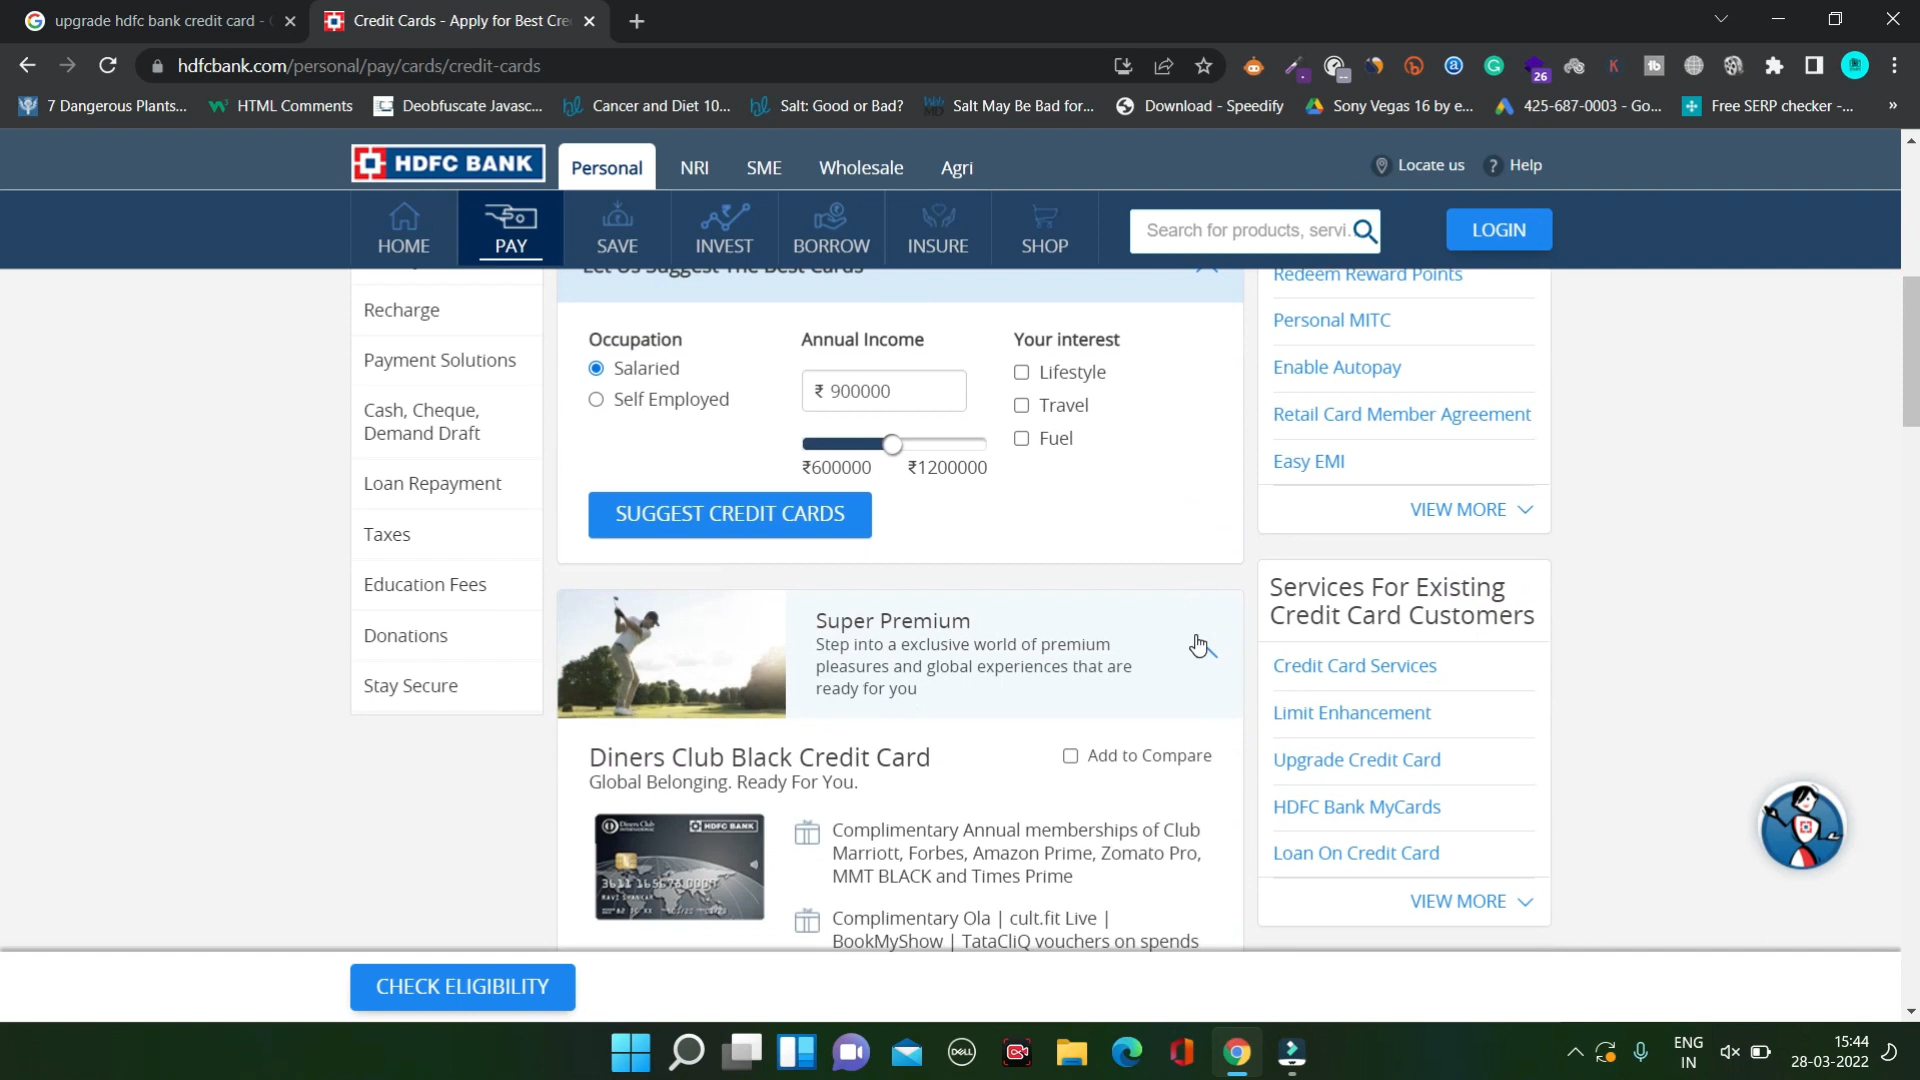 upgrade hdfc bank credit card -
Credit Cards - Apply for Best Cre
hdfcbank.com/personal/pay/cards/credit-cards
26
7 Dangerous Plants...
HTML Comments
Deobfuscate Javasc...
Cancer and Diet 10...
Salt: Good or Bad?
Salt May Be Bad for...
Download - Speedify
Sony Vegas 16 by e...
425-687-0003 - Go...
Free SERP checker -...
HDFC BANK
Personal
NRI
SME
Wholesale
Agri
Locate us
Help
HOME
PAY
SAVE
INVEST
BORROW
INSURE
SHOP
Search for products, servi.
LOGIN
Recharge
Payment Solutions
Cash, Cheque,
Demand Draft
Loan Repayment
Taxes
Education Fees
Donations
Stay Secure
Let Us Suggest The Best Cards
Occupation
Salaried
Self Employed
Annual Income
₹ 900000
₹600000 ₹1200000
Your interest
Lifestyle
Travel
Fuel
SUGGEST CREDIT CARDS
Super Premium
Step into a exclusive world of premium
pleasures and global experiences that are
ready for you
Diners Club Black Credit Card
Add to Compare
Global Belonging. Ready For You.
HDFC BANK
Complimentary Annual memberships of Club
Marriott, Forbes, Amazon Prime, Zomato Pro,
MMT BLACK and Times Prime
Complimentary Ola | cult.fit Live |
BookMyShow | TataCliQ vouchers on spends
Redeem Reward Points
Personal MITC
Enable Autopay
Retail Card Member Agreement
Easy EMI
VIEW MORE
Services For Existing
Credit Card Customers
Credit Card Services
Limit Enhancement
Upgrade Credit Card
HDFC Bank MyCards
Loan On Credit Card
VIEW MORE
CHECK ELIGIBILITY
DELL
ENG
IN
15:44
28-03-2022